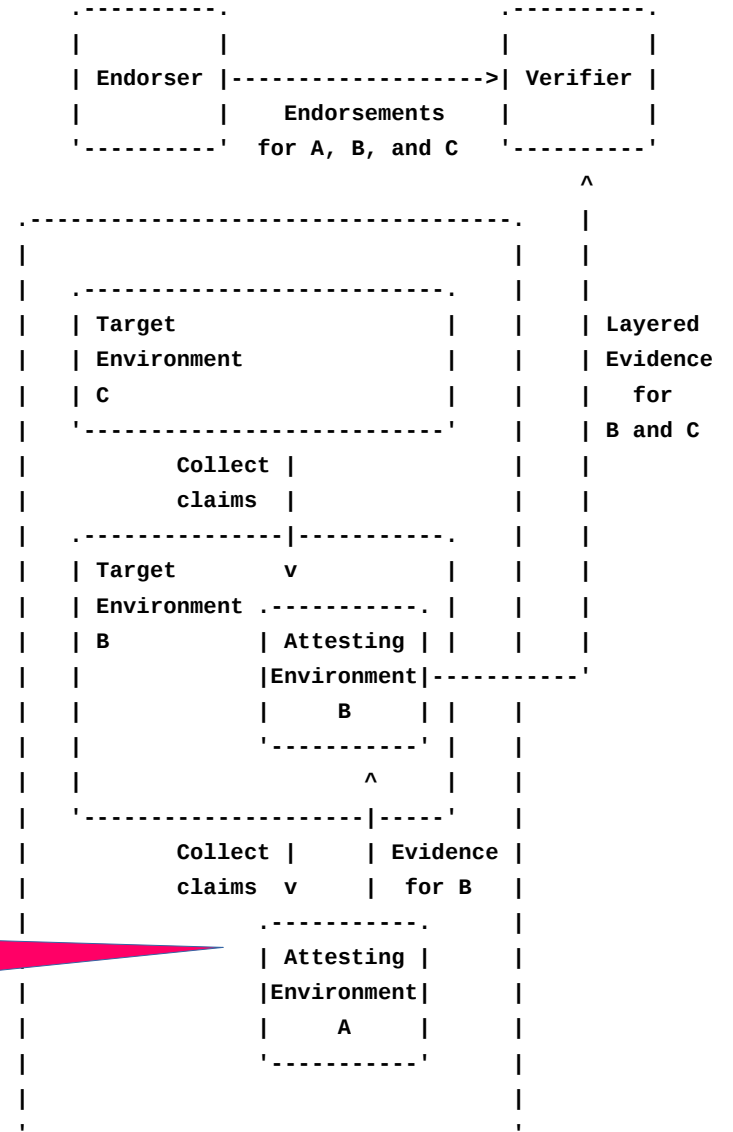 Endorser
Verifier
Endorsements
for A, B, and C
Target
Environment
C
Layered
Evidence
for
B and C
Collect
claims
Target
Environment
B
Attesting
Environment
B
Collect
claims
Evidence
for B
Attesting
Environment
A